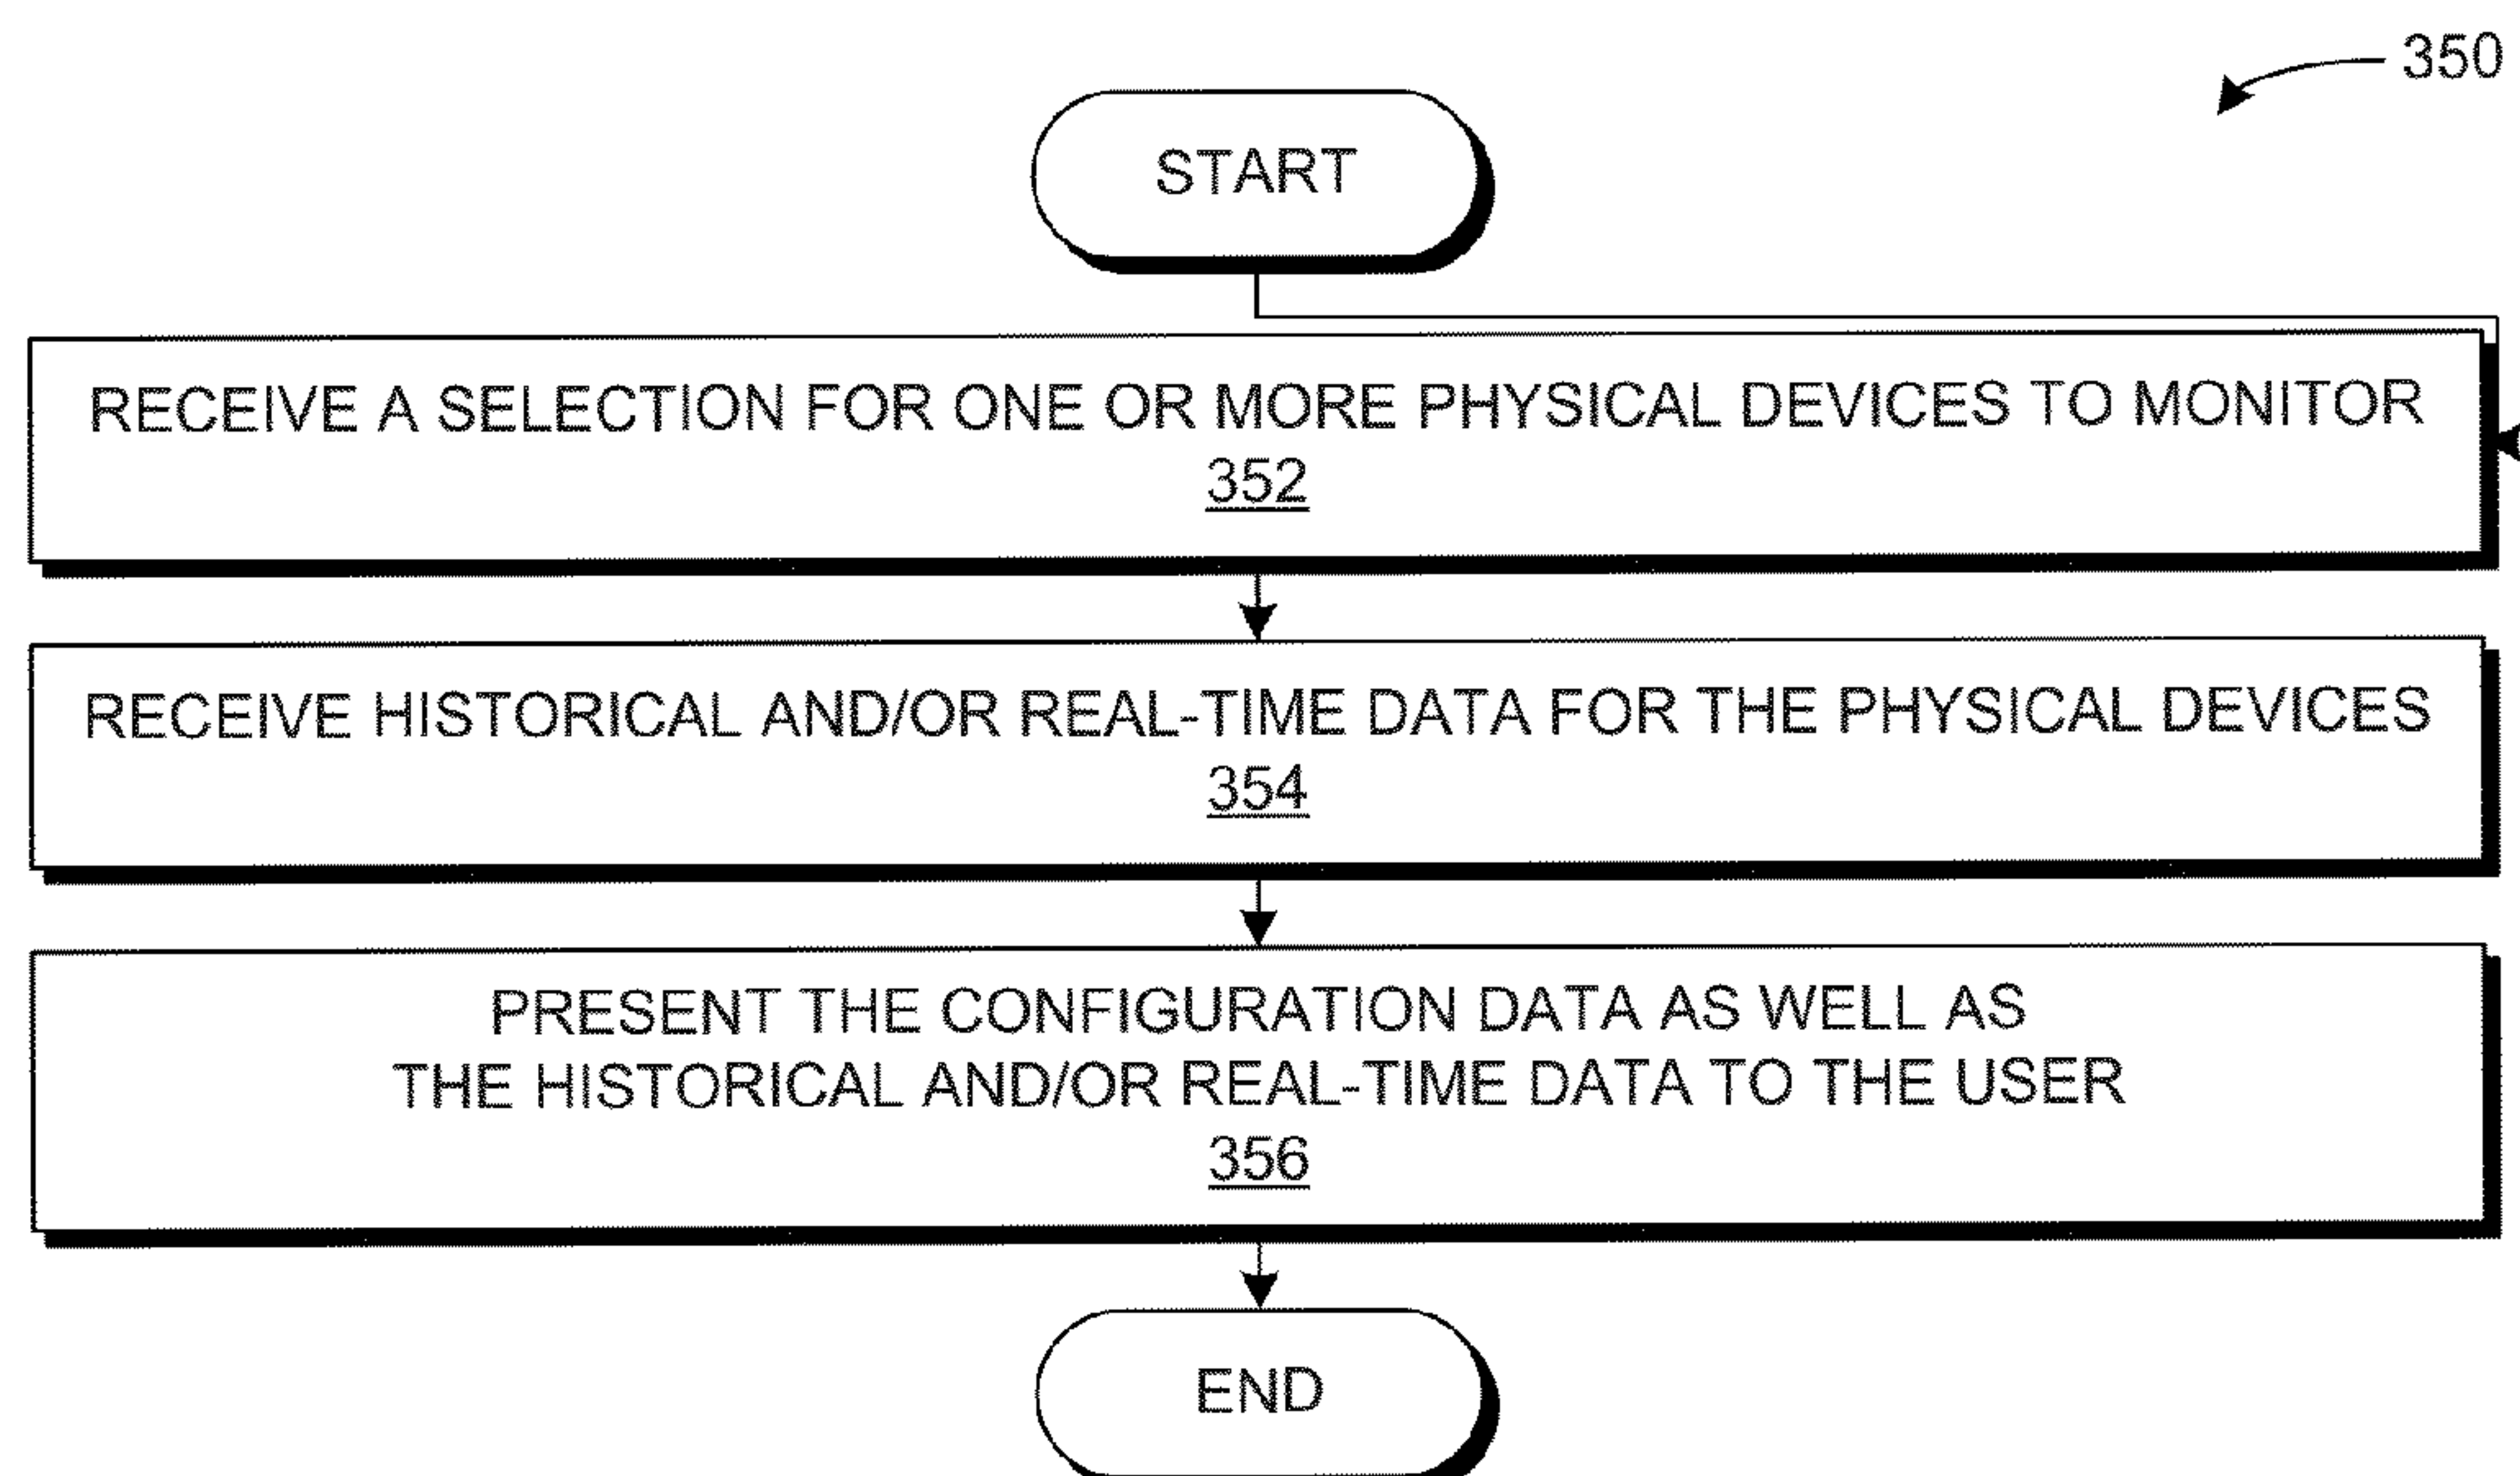 350
START
RECEIVE A SELECTION FOR ONE OR MORE PHYSICAL DEVICES TO MONITOR
352
RECEIVE HISTORICAL AND/OR REAL-TIME DATA FOR THE PHYSICAL DEVICES
354
PRESENT THE CONFIGURATION DATA AS WELL AS
THE HISTORICAL AND/OR REAL-TIME DATA TO THE USER
356
END